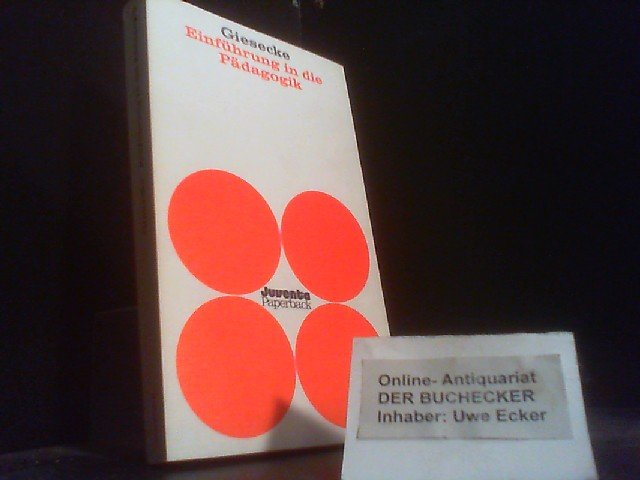 Giesecke
Einführung in die
Pädagogik
Juventa
Paperback
Online- Antiquariat
DER BUCHECKER
Inhaber: Uwe Ecker